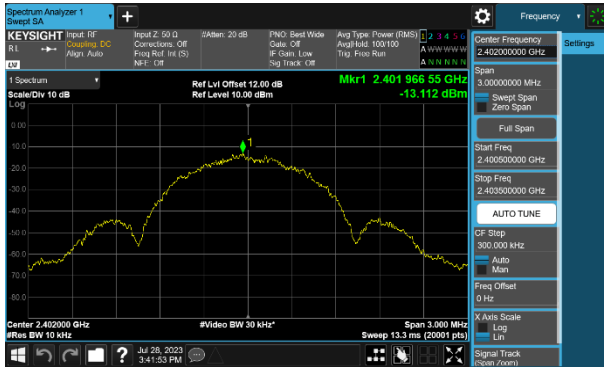 Spectrum Analyzer 1
Swept SA
+
Frequency
KEYSIGHT
Input: RF
Coupling: DC
Align: Auto
Input Z: 50 Ω
Corrections: Off
Freq Ref: Int (S)
NFE: Off
#Atten: 20 dB
PNO: Best Wide
Gate: Off
IF Gain: Low
Sig Track: Off
Avg Type: Power (RMS)
Avg|Hold: 100/100
Trig: Free Run
1 2 3 4 5 6
A W W W W W
A N N N N N
RL
LXI
1 Spectrum
Scale/Div 10 dB
Ref Lvl Offset 12.00 dB
Ref Level 10.00 dBm
Mkr1 2.401 966 55 GHz
-13.112 dBm
Log
0.00
-10.0
-20.0
-30.0
-40.0
-50.0
-60.0
-70.0
-80.0
1
Center 2.402000 GHz
#Res BW 10 kHz
#Video BW 30 kHz*
Span 3.000 MHz
Sweep 13.3 ms (20001 pts)
Center Frequency
2.402000000 GHz
Settings
Span
3.00000000 MHz
Swept Span
Zero Span
Full Span
Start Freq
2.400500000 GHz
Stop Freq
2.403500000 GHz
AUTO TUNE
CF Step
300.000 kHz
Auto
Man
Freq Offset
0 Hz
X Axis Scale
Log
Lin
Signal Track
(Span Zoom)
?
Jul 28, 2023
3:41:53 PM